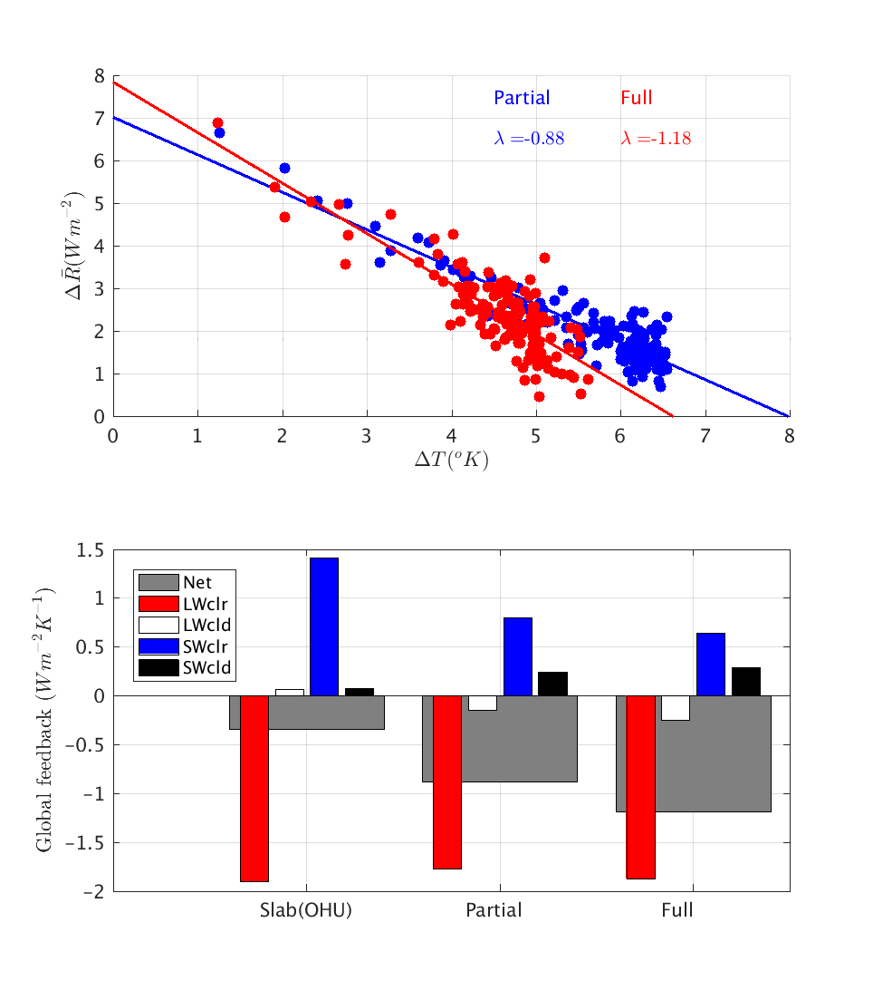 8
7
6
5
4
3
2
1
0
ΔR̄(Wm⁻²)
Partial Full
λ =-0.88 λ =-1.18
0 1 2 3 4 5 6 7 8
ΔT(°K)
1.5
1
0.5
0
-0.5
-1
-1.5
-2
Global feedback (Wm⁻²K⁻¹)
Net
LWclr
LWcld
SWclr
SWcld
Slab(OHU) Partial Full